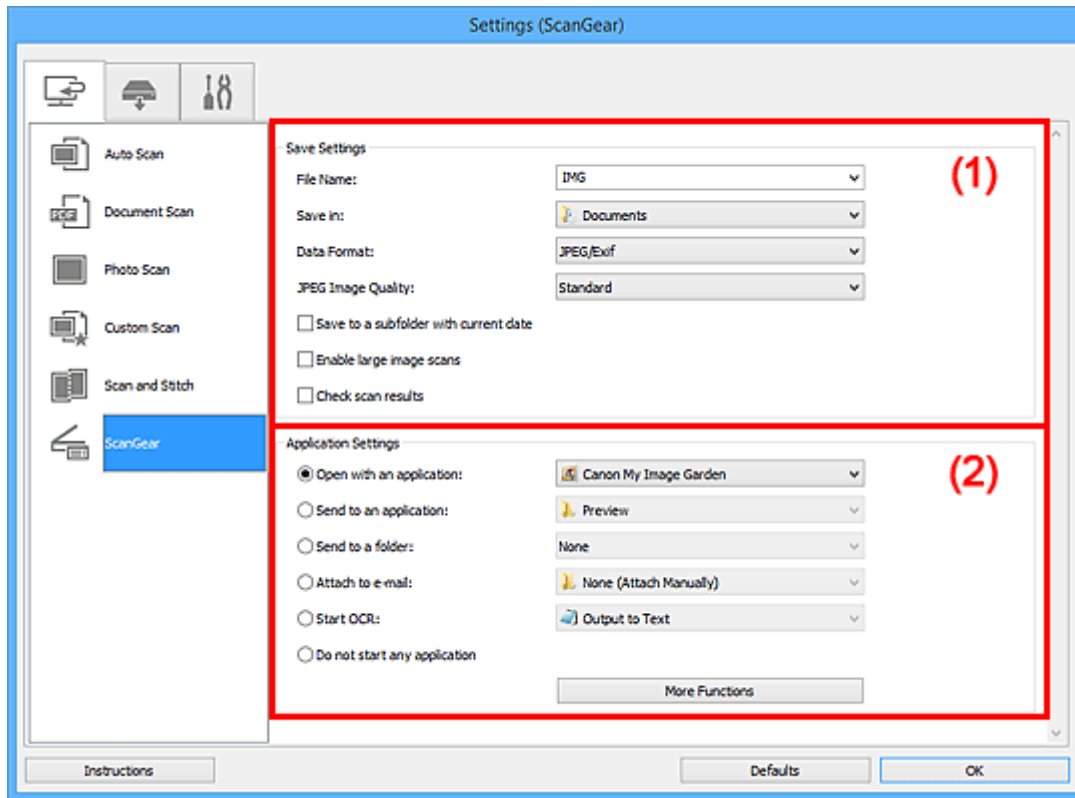 Settings (ScanGear)
Auto Scan
Document Scan
Photo Scan
Custom Scan
Scan and Stitch
ScanGear
Save Settings
(1)
File Name: IMG
Save in: Documents
Data Format: JPEG/Exif
JPEG Image Quality: Standard
Save to a subfolder with current date
Enable large image scans
Check scan results
Application Settings
(2)
Open with an application: Canon My Image Garden
Send to an application: Preview
Send to a folder: None
Attach to e-mail: None (Attach Manually)
Start OCR: Output to Text
Do not start any application
More Functions
Instructions Defaults OK